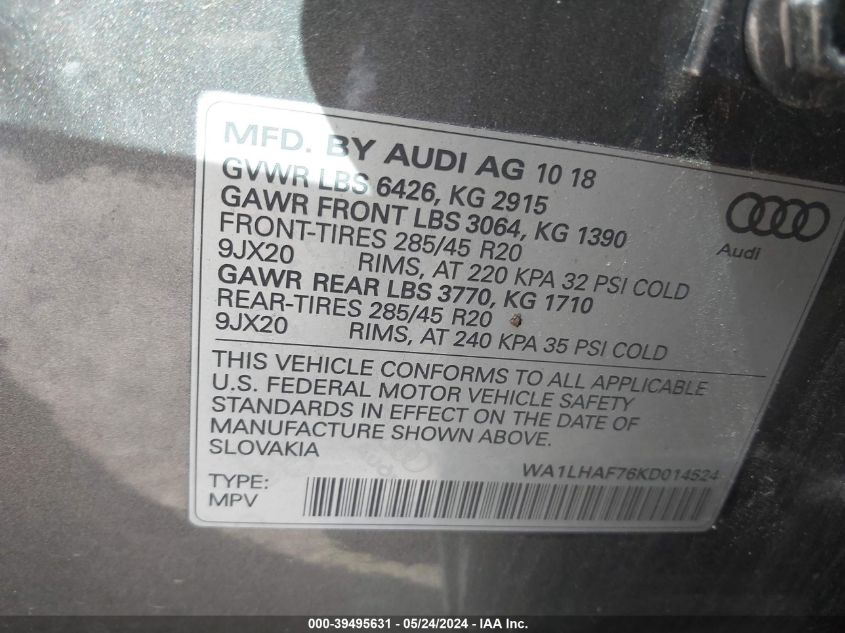 MFD. BY AUDI AG 10 18
GVWR LBS 6426, KG 2915
GAWR FRONT LBS 3064, KG 1390
FRONT-TIRES 285/45 R20
9JX20 RIMS, AT 220 KPA 32 PSI COLD
GAWR REAR LBS 3770, KG 1710
REAR-TIRES 285/45 R20
9JX20 RIMS, AT 240 KPA 35 PSI COLD
Audi
THIS VEHICLE CONFORMS TO ALL APPLICABLE
U.S. FEDERAL MOTOR VEHICLE SAFETY
STANDARDS IN EFFECT ON THE DATE OF
MANUFACTURE SHOWN ABOVE.
SLOVAKIA
WA1LHAF76KD014524
TYPE:
MPV
000-39495631 - 05/24/2024 - IAA Inc.